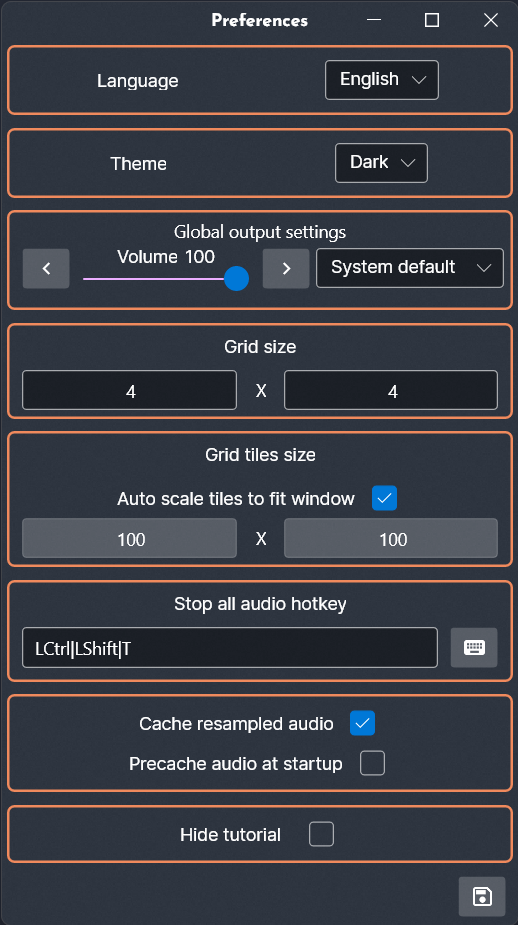 Preferences
Language
English
Theme
Dark
Global output settings
Volume 100
System default
Grid size
4 X 4
Grid tiles size
Auto scale tiles to fit window
100 X 100
Stop all audio hotkey
LCtrl|LShift|T
Cache resampled audio
Precache audio at startup
Hide tutorial